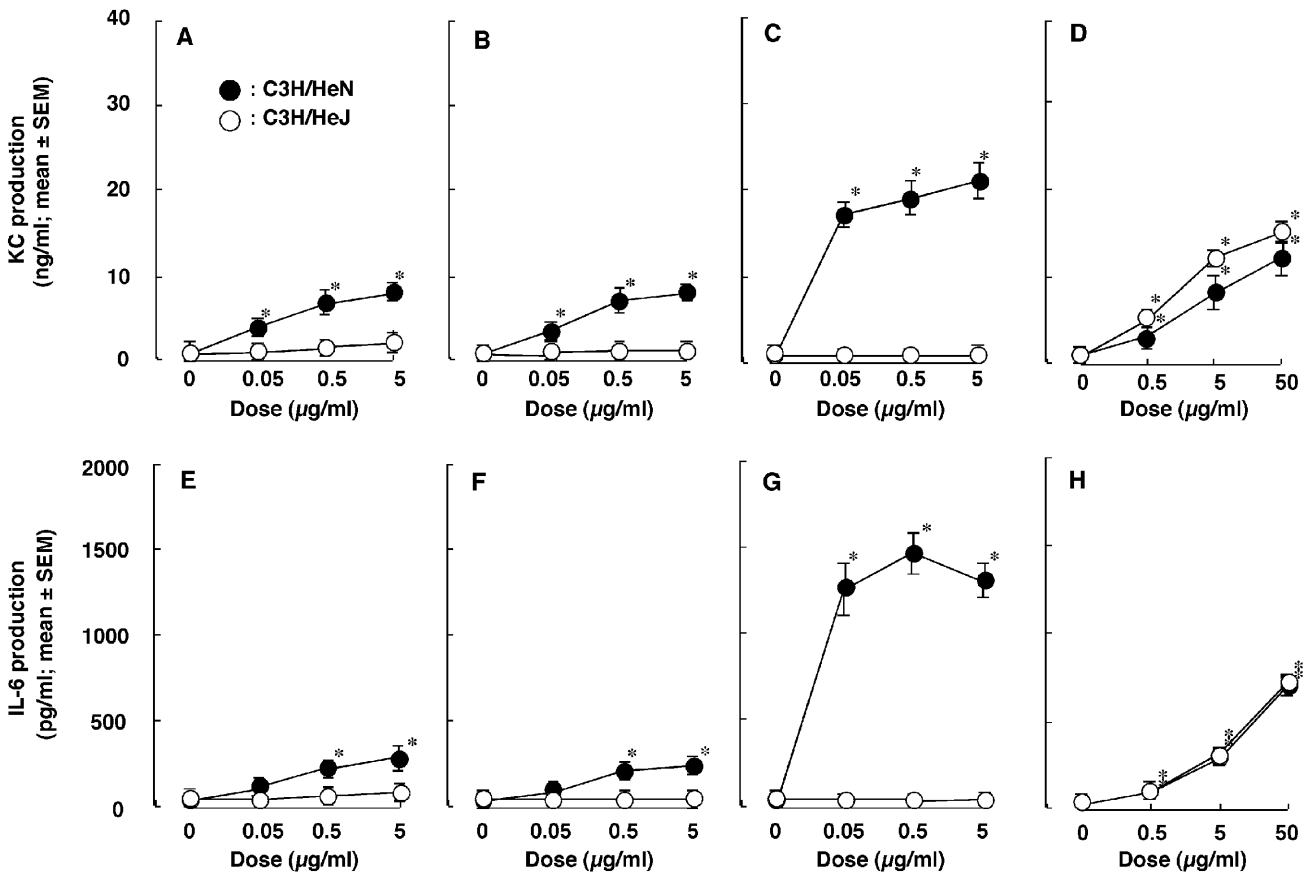 A
B
C
D
40
30
20
10
0
KC production
(ng/ml; mean ± SEM)
: C3H/HeN
: C3H/HeJ
* * *
* * *
* * *
* * * * * *
0 0.05 0.5 5
0 0.05 0.5 5
0 0.05 0.5 5
0 0.5 5 50
Dose (µg/ml)
Dose (µg/ml)
Dose (µg/ml)
Dose (µg/ml)
E
F
G
H
2000
1500
1000
500
0
IL-6 production
(pg/ml; mean ± SEM)
* *
* *
* * *
* * * * * *
0 0.05 0.5 5
0 0.05 0.5 5
0 0.05 0.5 5
0 0.5 5 50
Dose (µg/ml)
Dose (µg/ml)
Dose (µg/ml)
Dose (µg/ml)